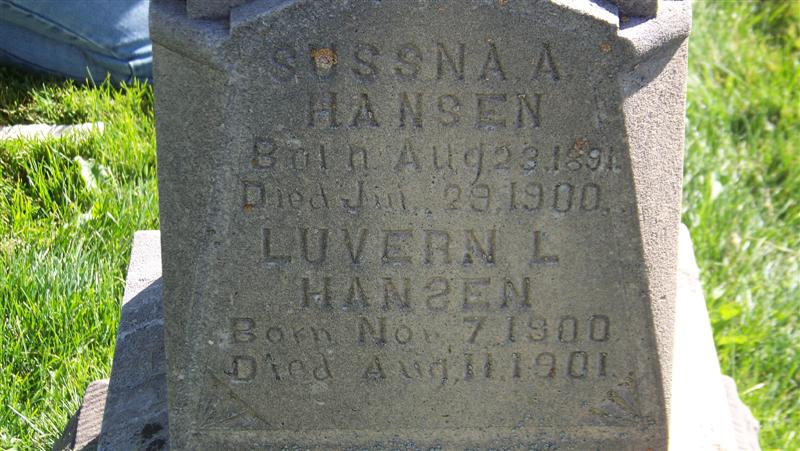 SUSSNA A.
HANSEN
Born Aug 23, 1891.
Died 29, 1900.
LUVERN L
HANSEN
Born Nov 7, 1900.
Died Aug. 11, 1901.